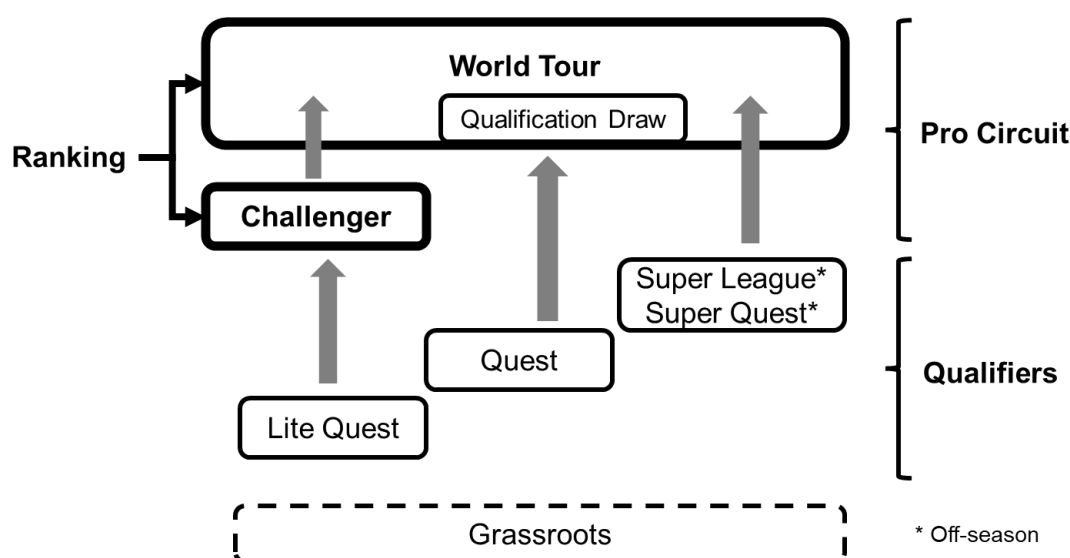 World Tour
Qualification Draw
Ranking
Pro Circuit
Challenger
Super League*
Super Quest*
Quest
Qualifiers
Lite Quest
Grassroots
* Off-season